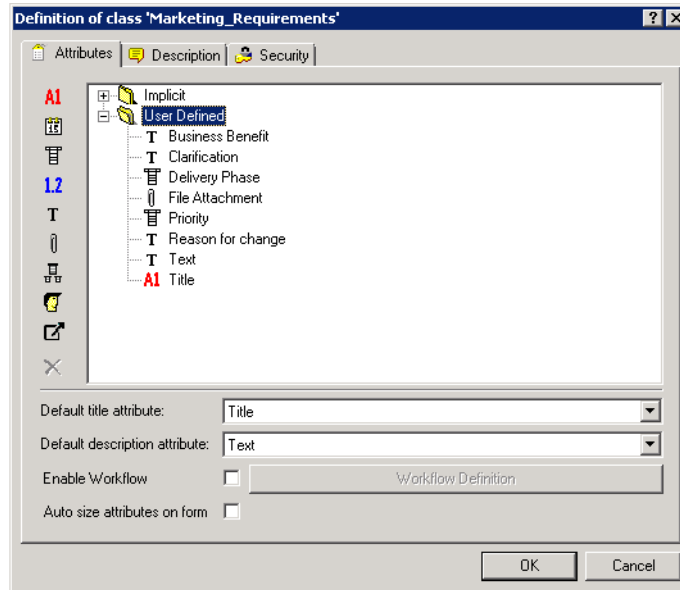 Definition of class 'Marketing_Requirements'
Attributes Description Security
A1 Implicit
15 User Defined
T Business Benefit
T Clarification
1.2 Delivery Phase
File Attachment
T Priority
T Reason for change
T Text
A1 Title
Default title attribute: Title
Default description attribute: Text
Enable Workflow Workflow Definition
Auto size attributes on form
OK Cancel